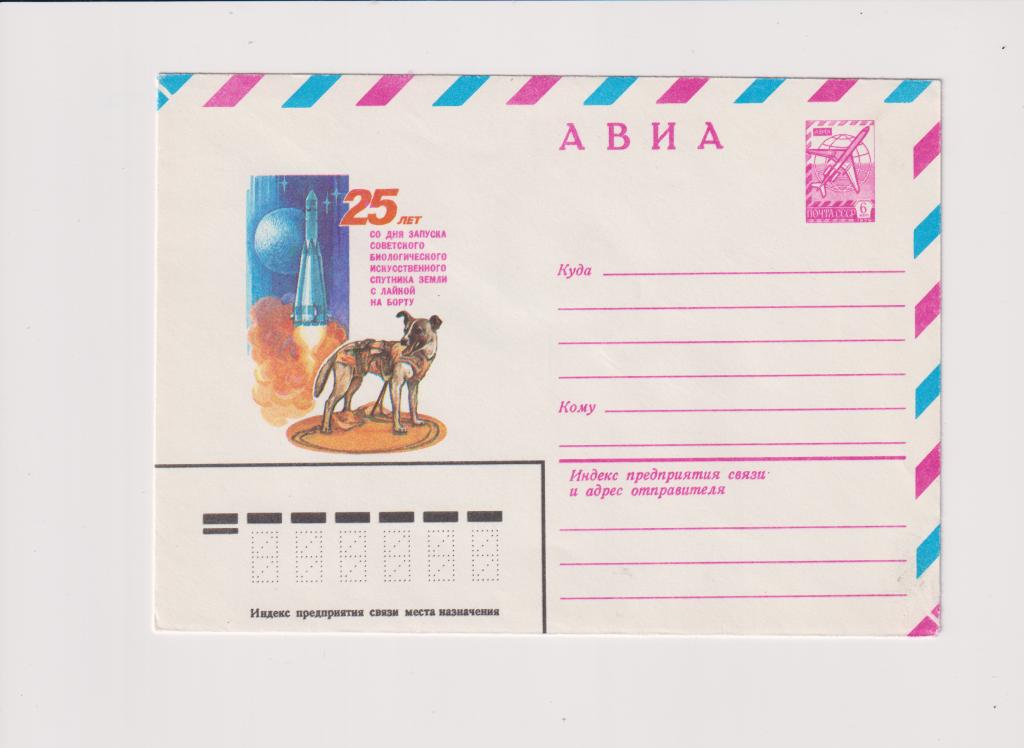 АВИА
АВИА
ПОЧТА СССР
6
25 ЛЕТ
СО ДНЯ ЗАПУСКА
СОВЕТСКОГО
БИОЛОГИЧЕСКОГО
ИСКУССТВЕННОГО
СПУТНИКА ЗЕМЛИ
С ЛАЙКОЙ
НА БОРТУ
Куда
Кому
Индекс предприятия связи
и адрес отправителя
Индекс предприятия связи места назначения